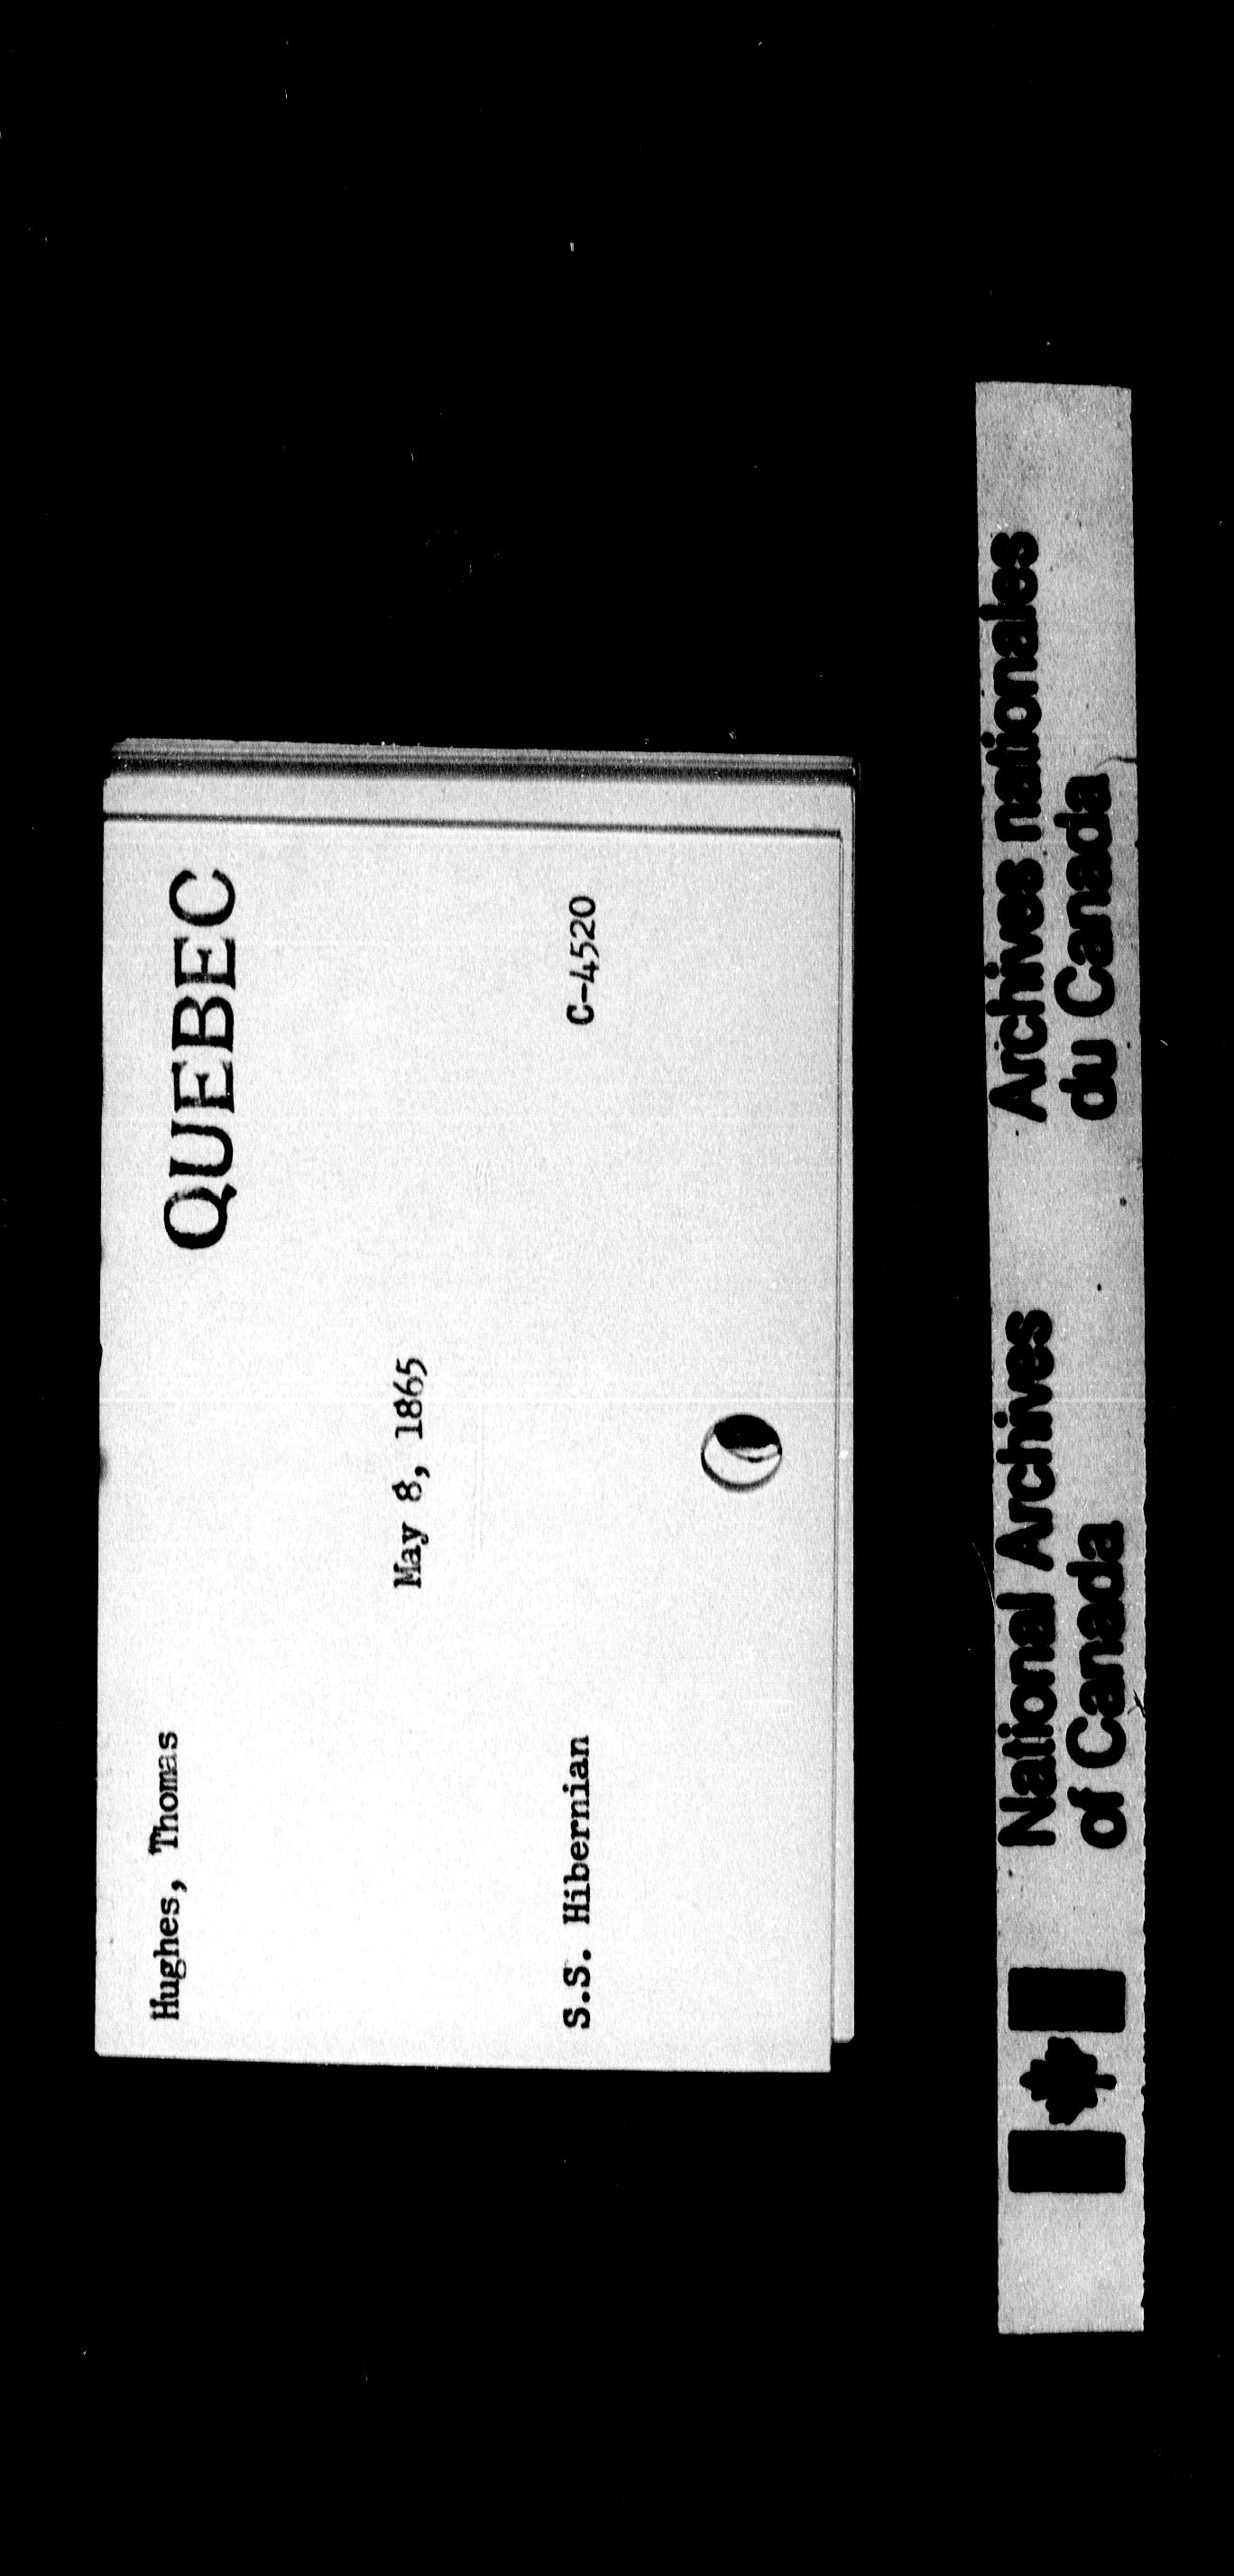 Hughes, Thomas
QUEBEC
May 8, 1865
S.S. Hibernian
C-4520
National Archives
of Canada
Archives nationales
du Canada